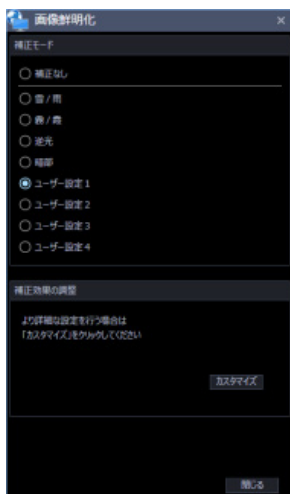 画像鮮明化
補正モード
補正なし
雪 / 雨
霧 / 靄
逆光
暗部
ユーザー設定 1
ユーザー設定 2
ユーザー設定 3
ユーザー設定 4
補正効果の調整
より詳細な設定を行う場合は
「カスタマイズ」をクリックしてください
カスタマイズ
閉じる